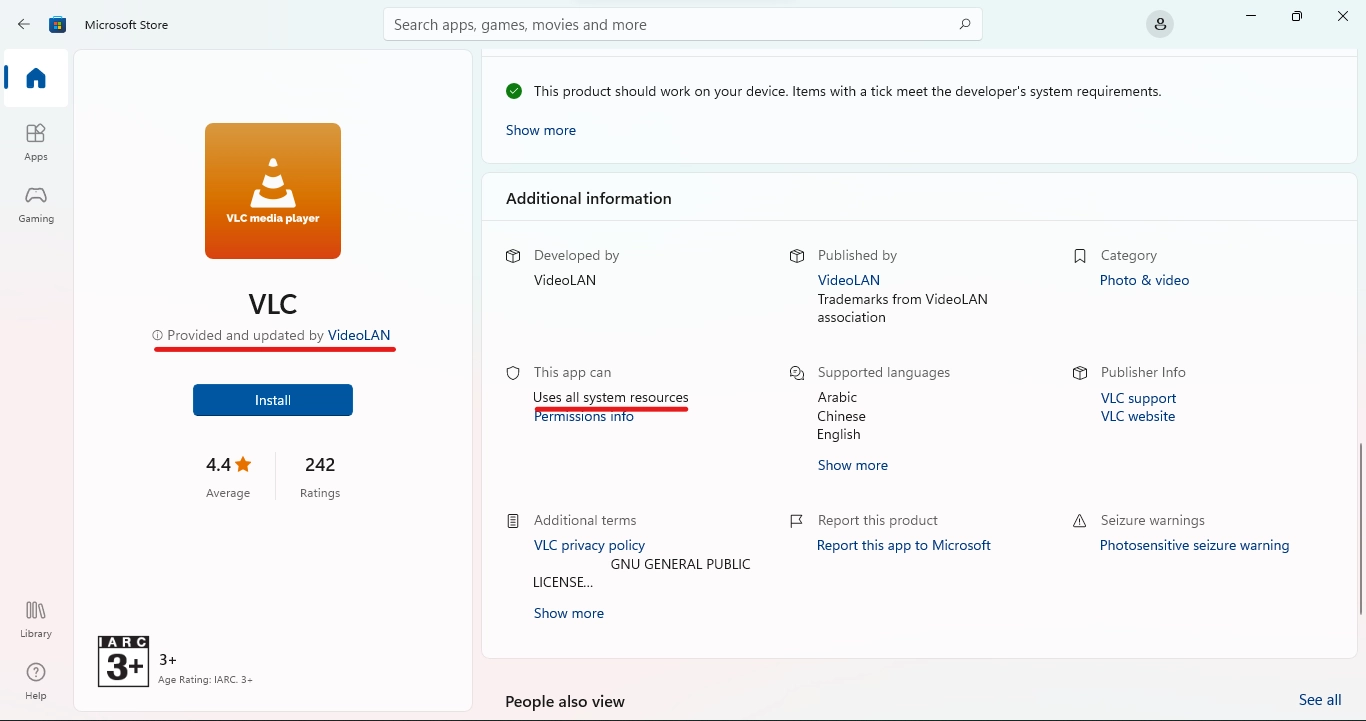 Microsoft Store
Search apps, games, movies and more
Apps
Gaming
Library
Help
VLC media player
VLC
Provided and updated by VideoLAN
Install
4.4
Average
242
Ratings
IARC
3+
3+
Age Rating: IARC. 3+
This product should work on your device. Items with a tick meet the developer's system requirements.
Show more
Additional information
Developed by
VideoLAN
Published by
VideoLAN
Trademarks from VideoLAN
association
Category
Photo & video
This app can
Uses all system resources
Permissions info
Supported languages
Arabic
Chinese
English
Show more
Publisher Info
VLC support
VLC website
Additional terms
VLC privacy policy
GNU GENERAL PUBLIC
LICENSE...
Show more
Report this product
Report this app to Microsoft
Seizure warnings
Photosensitive seizure warning
People also view
See all